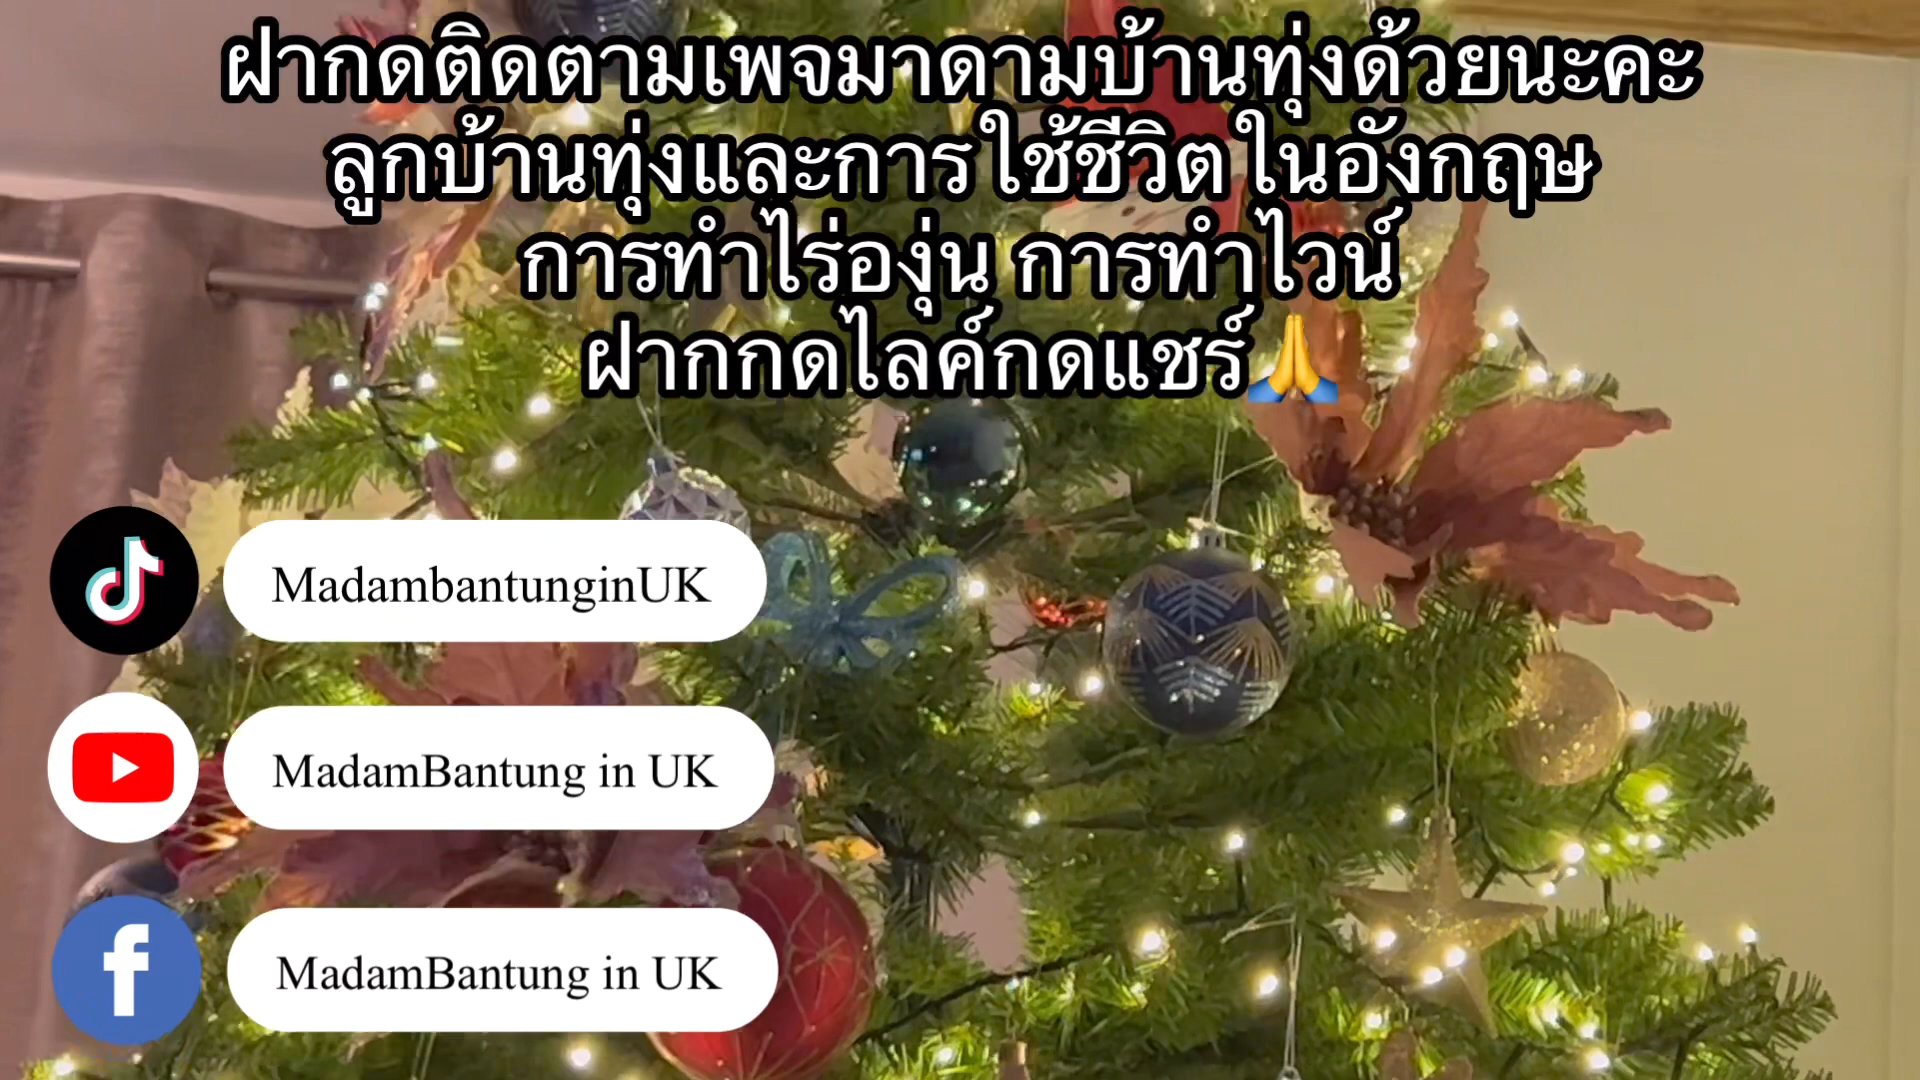 ฝากดติดตามเพจมาดามบ้านทุ่งด้วยนะคะ
ลูกบ้านทุ่งและการใช้ชีวิตในอังกฤษ
การทำไร่องุ่น การทำไวน์
ฝากกดไลค์กดแชร์🙏
MadambantunginUK
MadamBantung in UK
MadamBantung in UK